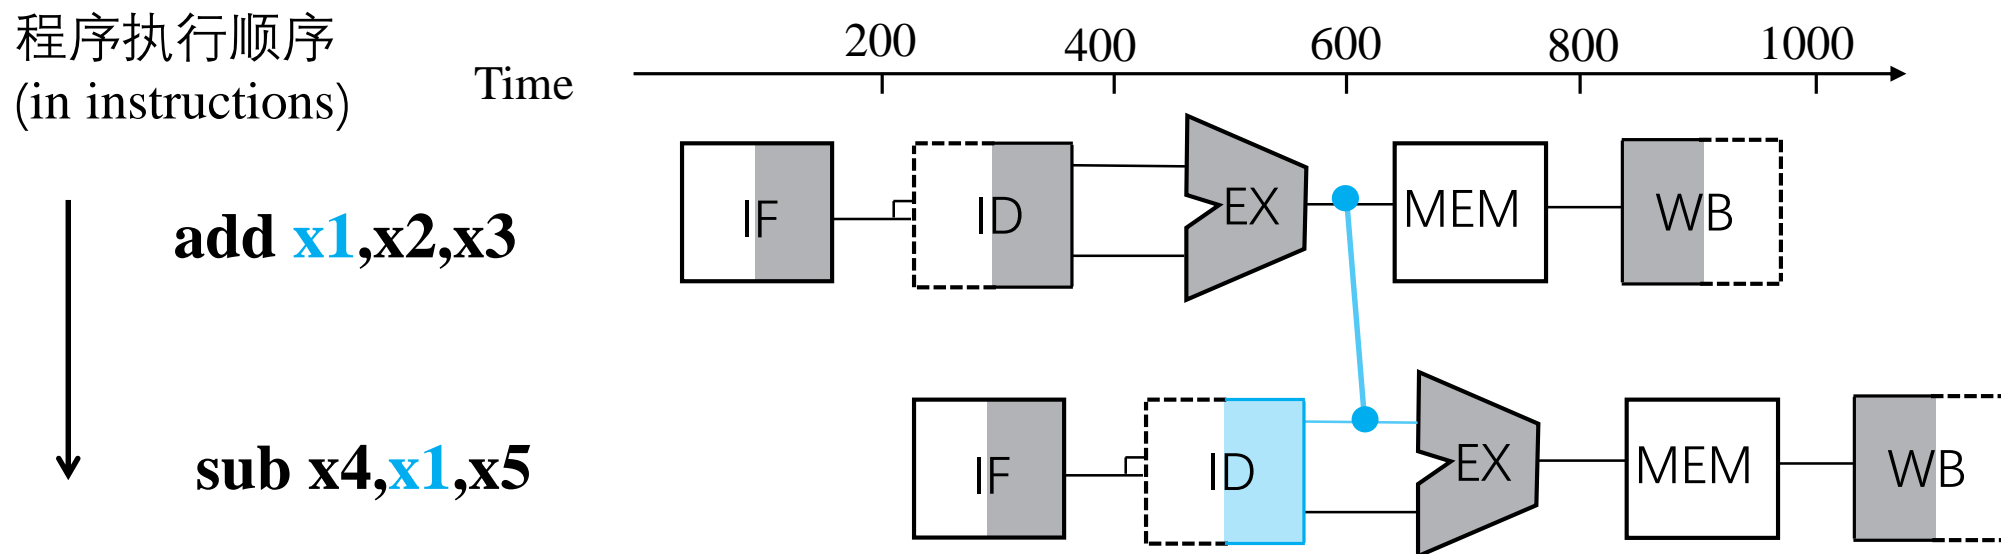 程序执行顺序
(in instructions)
Time
200 400 600 800 1000
add x1,x2,x3
IF ID EX MEM WB
sub x4,x1,x5
IF ID EX MEM WB